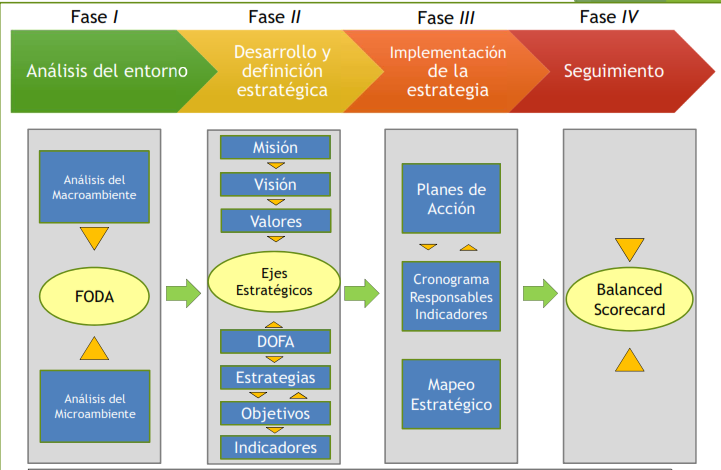 Fase I
Fase II
Fase III
Fase IV
Análisis del entorno
Desarrollo y
definición
estratégica
Implementación
de la
estrategia
Seguimiento
Análisis del
Macroambiente
FODA
Análisis del
Microambiente
Misión
Visión
Valores
Ejes
Estratégicos
DOFA
Estrategias
Objetivos
Indicadores
Planes de
Acción
Cronograma
Responsables
Indicadores
Mapeo
Estratégico
Balanced
Scorecard